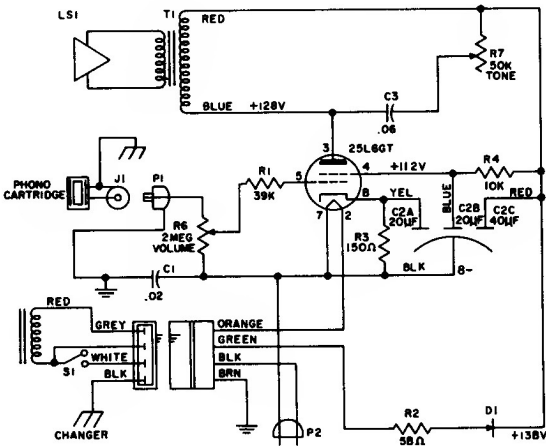 LS1
T1
RED
BLUE +128V
R7
50K
TONE
C3
.06
3
25L6GT
5
4
+112V
R4
10K
RED
PHONO
CARTRIDGE
J1
P1
R1
39K
8
YEL
BLUE
C2A
20µF
C2B
20µF
C2C
40µF
7
2
R6
2MEG
VOLUME
R3
150Ω
C1
.02
BLK
B-
RED
GREY
WHITE
BLK
S1
CHANGER
ORANGE
GREEN
BLK
BRN
P2
R2
58Ω
D1
+138V